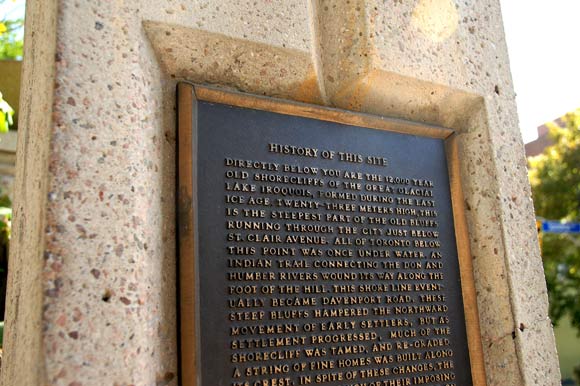 HISTORY OF THIS SITE
DIRECTLY BELOW YOU ARE THE 12,000 YEAR
OLD SHORECLIFFS OF THE GREAT GLACIAL
LAKE IROQUOIS, FORMED DURING THE LAST
ICE AGE. TWENTY-THREE METERS HIGH, THIS
IS THE STEEPEST PART OF THE OLD BLUFFS
RUNNING THROUGH THE CITY JUST BELOW
ST. CLAIR AVENUE. ALL OF TORONTO BELOW
THIS POINT WAS ONCE UNDER WATER. AN
INDIAN TRAIL CONNECTING THE DON AND
HUMBER RIVERS WOUND ITS WAY ALONG THE
FOOT OF THE HILL. THIS SHORE LINE EVENT-
UALLY BECAME DAVENPORT ROAD. THESE
STEEP BLUFFS HAMPERED THE NORTHWARD
MOVEMENT OF EARLY SETTLERS, BUT AS
SETTLEMENT PROGRESSED, MUCH OF THE
SHORECLIFF WAS TAMED, AND RE-GRADED.
A STRING OF FINE HOMES WAS BUILT ALONG
ITS CREST. IN SPITE OF THESE CHANGES, THE
OF THEIR IMPOSING